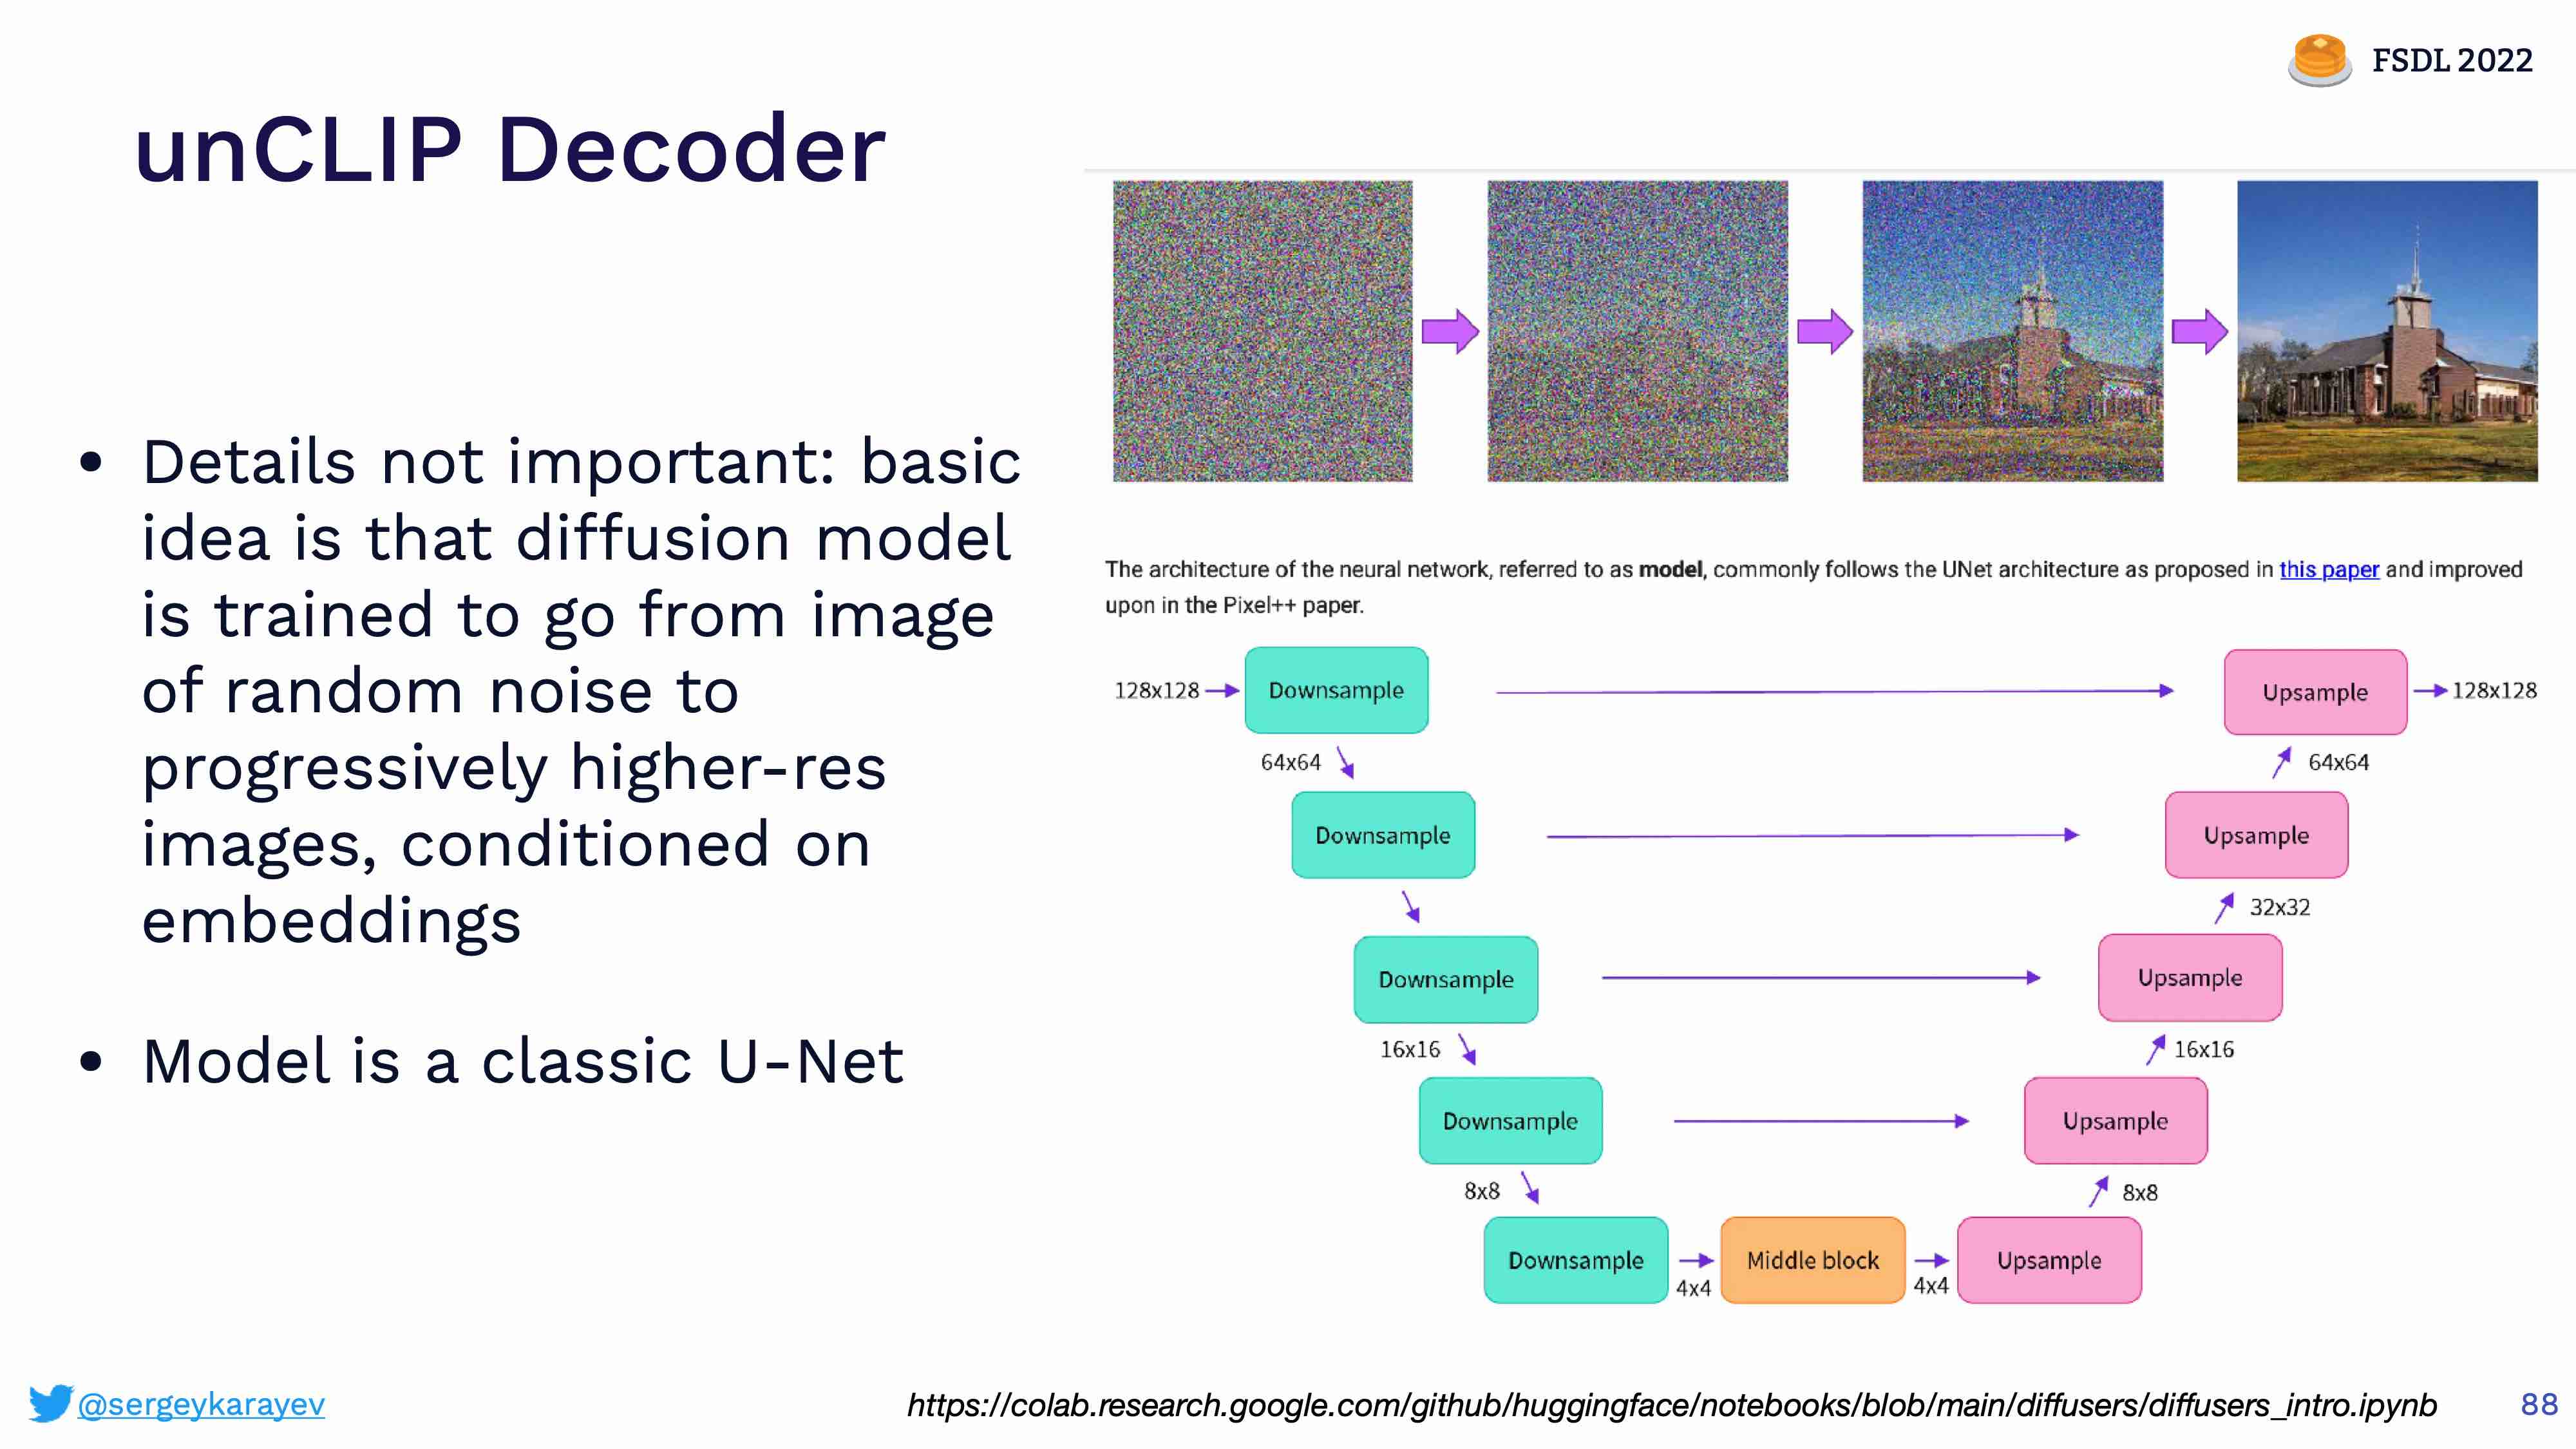 FSDL 2022
unCLIP Decoder
• Details not important: basic
idea is that diffusion model
is trained to go from image
of random noise to
progressively higher-res
images, conditioned on
embeddings
• Model is a classic U-Net
The architecture of the neural network, referred to as model, commonly follows the UNet architecture as proposed in this paper and improved
upon in the Pixel++ paper.
128x128
Downsample
Upsample
128x128
64x64
64x64
Downsample
Upsample
32x32
Downsample
Upsample
16x16
16x16
Downsample
Upsample
8x8
8x8
Downsample
4x4
Middle block
4x4
Upsample
@sergeykarayev
https://colab.research.google.com/github/huggingface/notebooks/blob/main/diffusers/diffusers_intro.ipynb
88